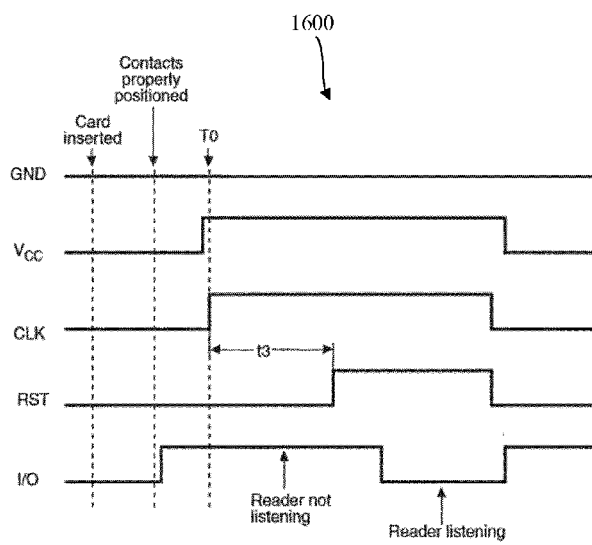 1600
Contacts
properly
positioned
Card
inserted
T0
GND
VCC
CLK
t3
RST
I/O
Reader not
listening
Reader listening